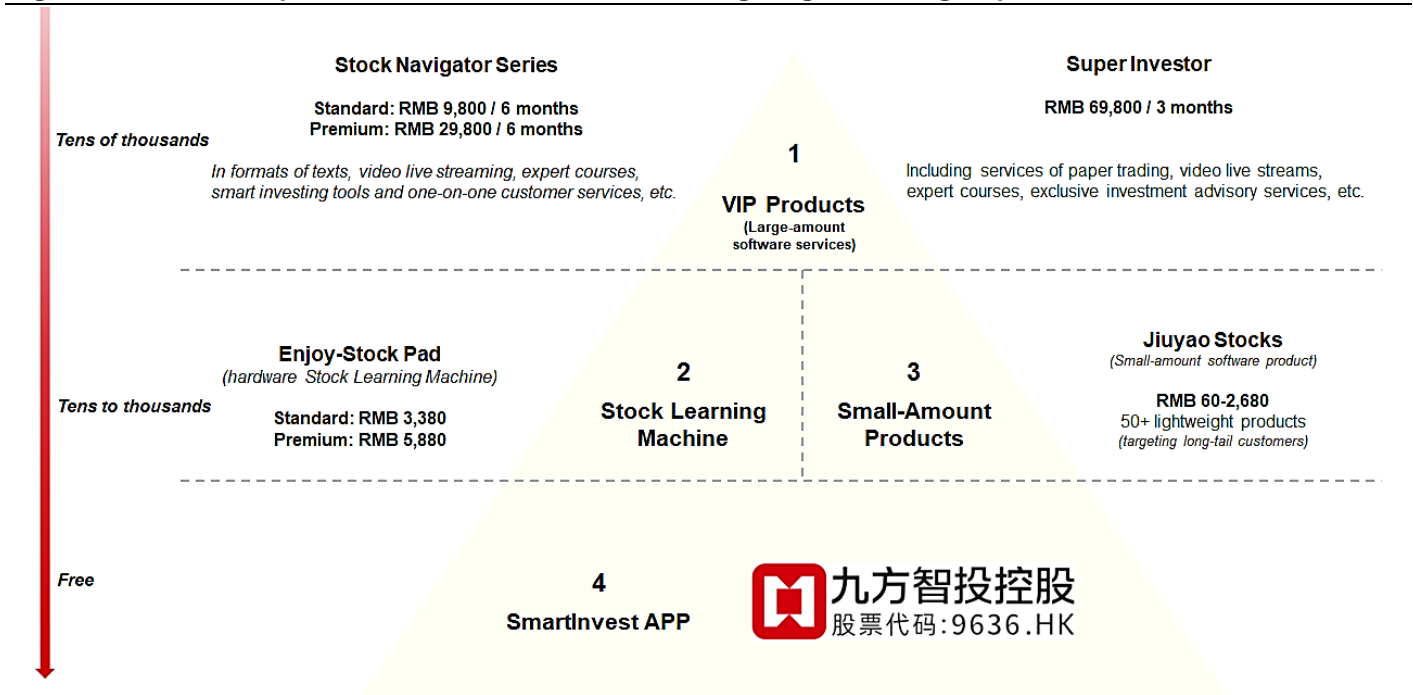 Stock Navigator Series
Standard: RMB 9,800 / 6 months
Premium: RMB 29,800 / 6 months
In formats of texts, video live streaming, expert courses,
smart investing tools and one-on-one customer services, etc.
Super Investor
RMB 69,800 / 3 months
Including services of paper trading, video live streams,
expert courses, exclusive investment advisory services, etc.
Tens of thousands
1
VIP Products
(Large-amount
software services)
Tens to thousands
Enjoy-Stock Pad
(hardware Stock Learning Machine)
Standard: RMB 3,380
Premium: RMB 5,880
2
Stock Learning
Machine
3
Small-Amount
Products
Jiuyao Stocks
(Small-amount software product)
RMB 60-2,680
50+ lightweight products
(targeting long-tail customers)
Free
4
SmartInvest APP
九方智投控股
股票代码:9636.HK